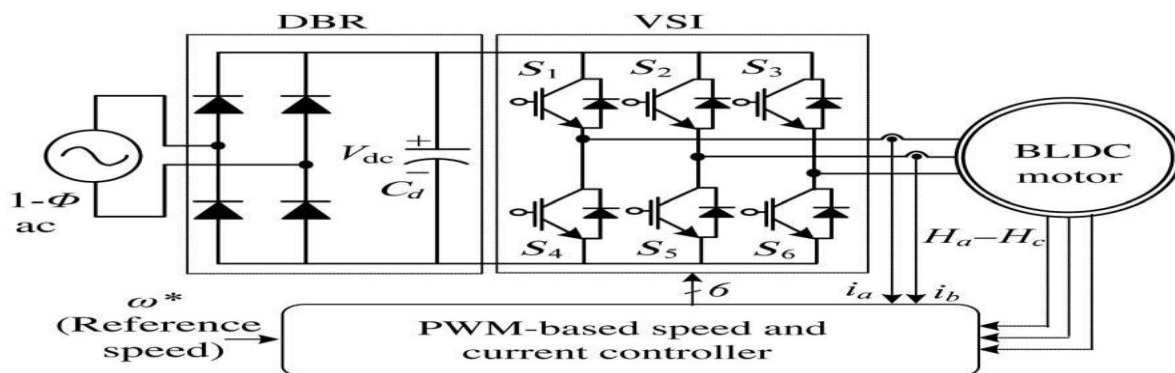 DBR
VSI
S1
S2
S3
Vdc
+
−
Cd
1-Φ
ac
BLDC
motor
S4
S5
S6
Ha–Hc
6
ia
ib
ω*
(Reference
speed)
PWM-based speed and
current controller